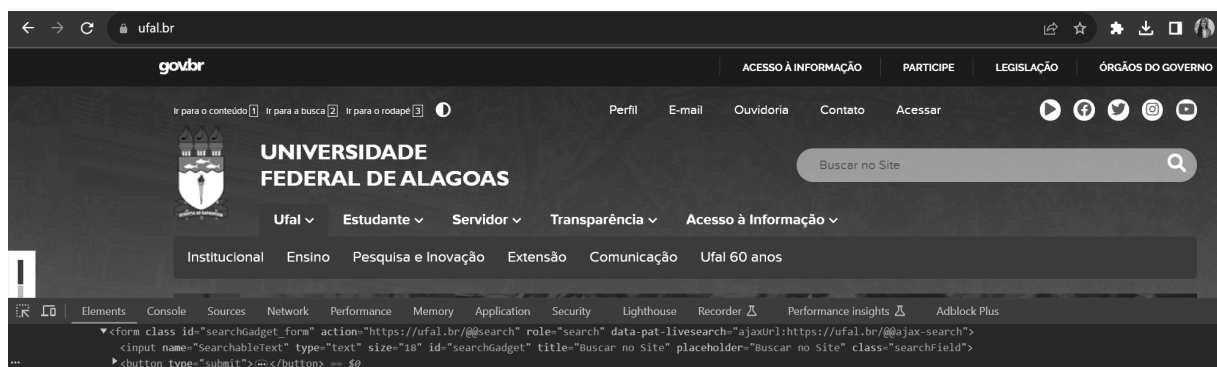 ufal.br
gov.br ACESSO À INFORMAÇÃO PARTICIPE LEGISLAÇÃO ÓRGÃOS DO GOVERNO
Ir para o conteúdo 1 Ir para a busca 2 Ir para o rodapé 3 Perfil E-mail Ouvidoria Contato Acessar
UNIVERSIDADE
FEDERAL DE ALAGOAS
Buscar no Site
Ufal Estudante Servidor Transparência Acesso à Informação
Institucional Ensino Pesquisa e Inovação Extensão Comunicação Ufal 60 anos
Elements Console Sources Network Performance Memory Application Security Lighthouse Recorder Performance insights Adblock Plus
▼<form class id="searchGadget_form" action="https://ufal.br/@@search" role="search" data-pat-livesearch="ajaxUrl:https://ufal.br/@@ajax-search">
<input name="SearchableText" type="text" size="18" id="searchGadget" title="Buscar no Site" placeholder="Buscar no Site" class="searchField">
... ▶<button type="submit">…</button> == $0